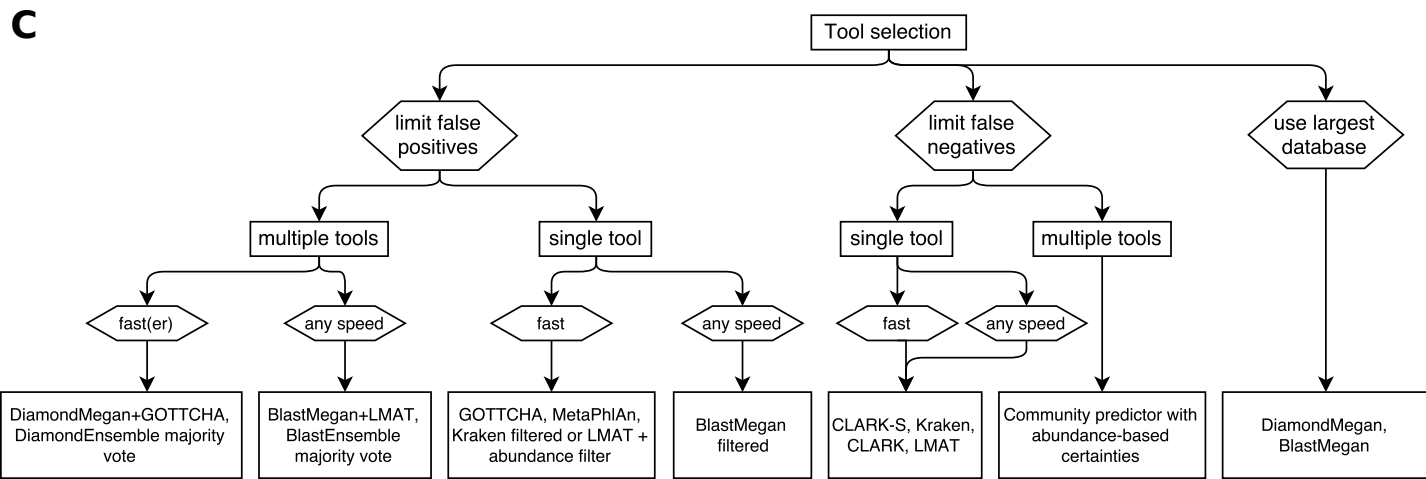 C
Tool selection
limit false
positives
limit false
negatives
use largest
database
multiple tools
single tool
single tool
multiple tools
fast(er)
any speed
fast
any speed
fast
any speed
DiamondMegan+GOTTCHA,
DiamondEnsemble majority
vote
BlastMegan+LMAT,
BlastEnsemble
majority vote
GOTTCHA, MetaPhlAn,
Kraken filtered or LMAT +
abundance filter
BlastMegan
filtered
CLARK-S, Kraken,
CLARK, LMAT
Community predictor with
abundance-based
certainties
DiamondMegan,
BlastMegan